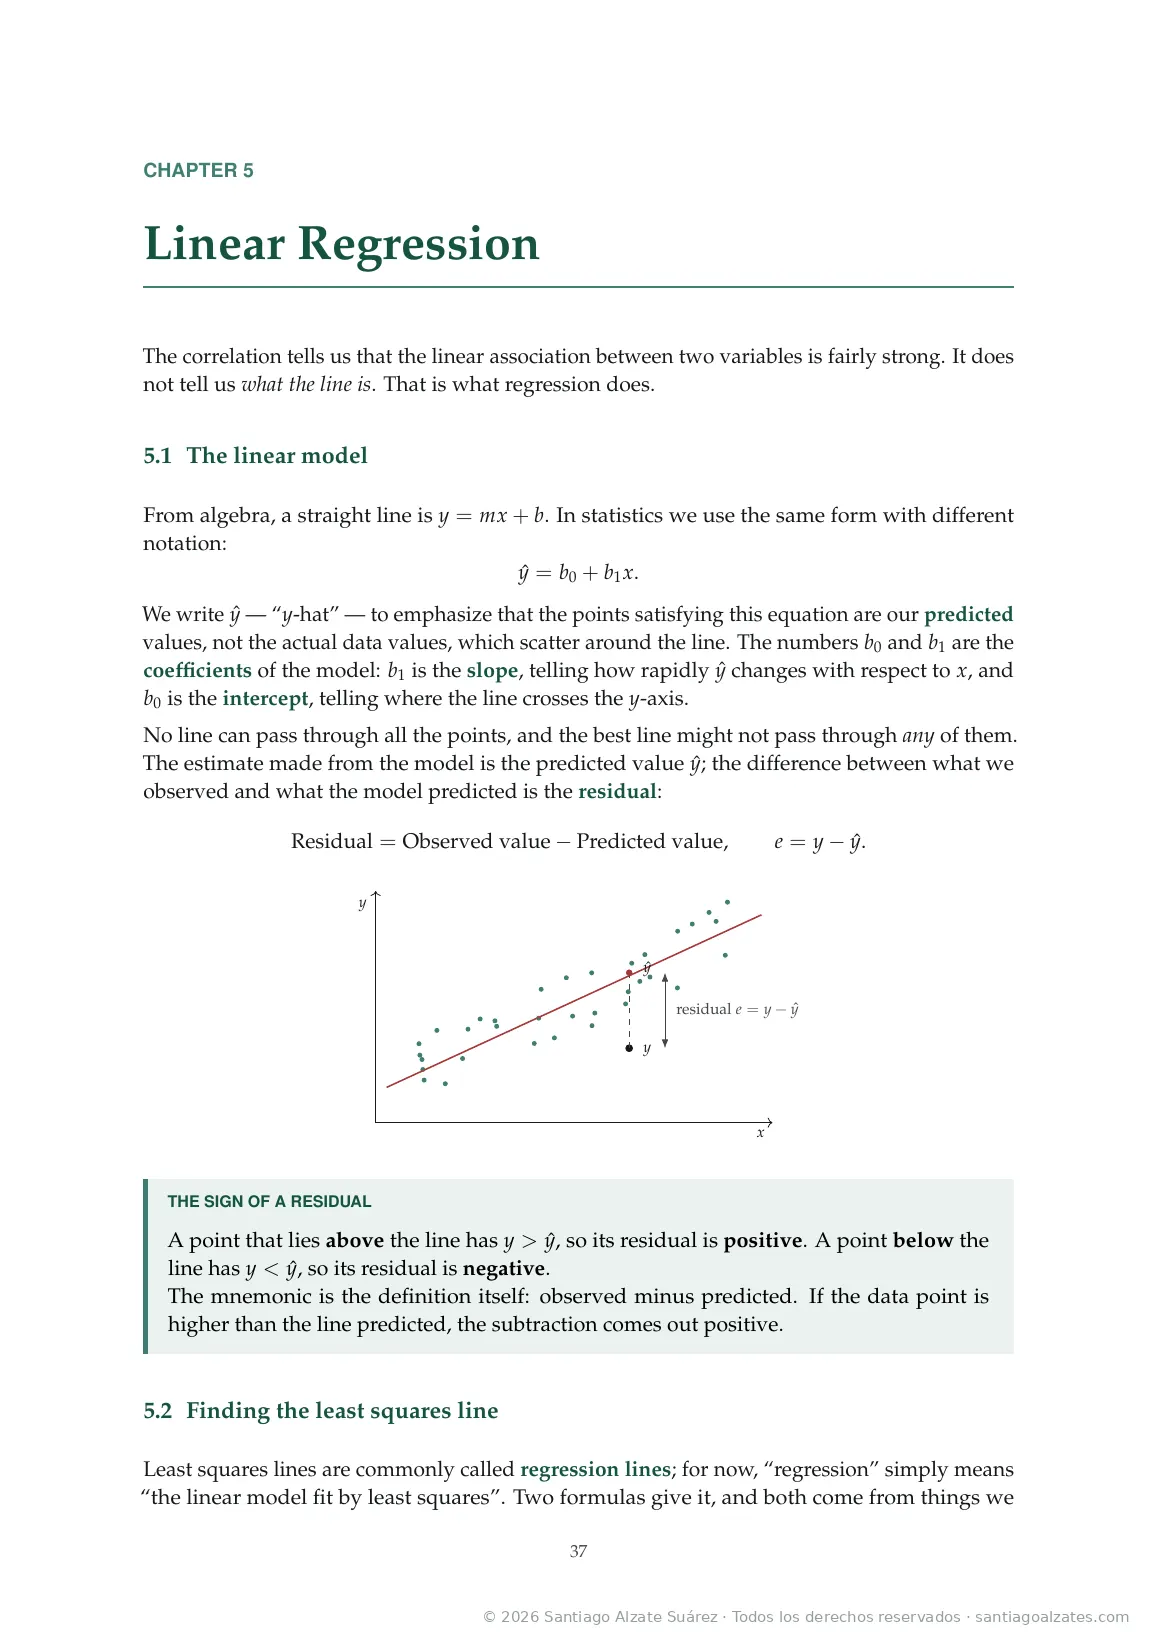 CHAPTER 5
Linear Regression
The correlation tells us that the linear association between two variables is fairly strong. It does
not tell us what the line is. That is what regression does.
5.1 The linear model
From algebra, a straight line is y = mx + b. In statistics we use the same form with different
notation:
ŷ = b₀ + b₁x.
We write ŷ — “y-hat” — to emphasize that the points satisfying this equation are our predicted
values, not the actual data values, which scatter around the line. The numbers b₀ and b₁ are the
coefficients of the model: b₁ is the slope, telling how rapidly ŷ changes with respect to x, and
b₀ is the intercept, telling where the line crosses the y-axis.
No line can pass through all the points, and the best line might not pass through any of them.
The estimate made from the model is the predicted value ŷ; the difference between what we
observed and what the model predicted is the residual:
Residual = Observed value − Predicted value, e = y − ŷ.
y
ŷ
residual e = y − ŷ
y
x
THE SIGN OF A RESIDUAL
A point that lies above the line has y > ŷ, so its residual is positive. A point below the
line has y < ŷ, so its residual is negative.
The mnemonic is the definition itself: observed minus predicted. If the data point is
higher than the line predicted, the subtraction comes out positive.
5.2 Finding the least squares line
Least squares lines are commonly called regression lines; for now, “regression” simply means
“the linear model fit by least squares”. Two formulas give it, and both come from things we
37
© 2026 Santiago Alzate Suárez · Todos los derechos reservados · santiagoalzates.com